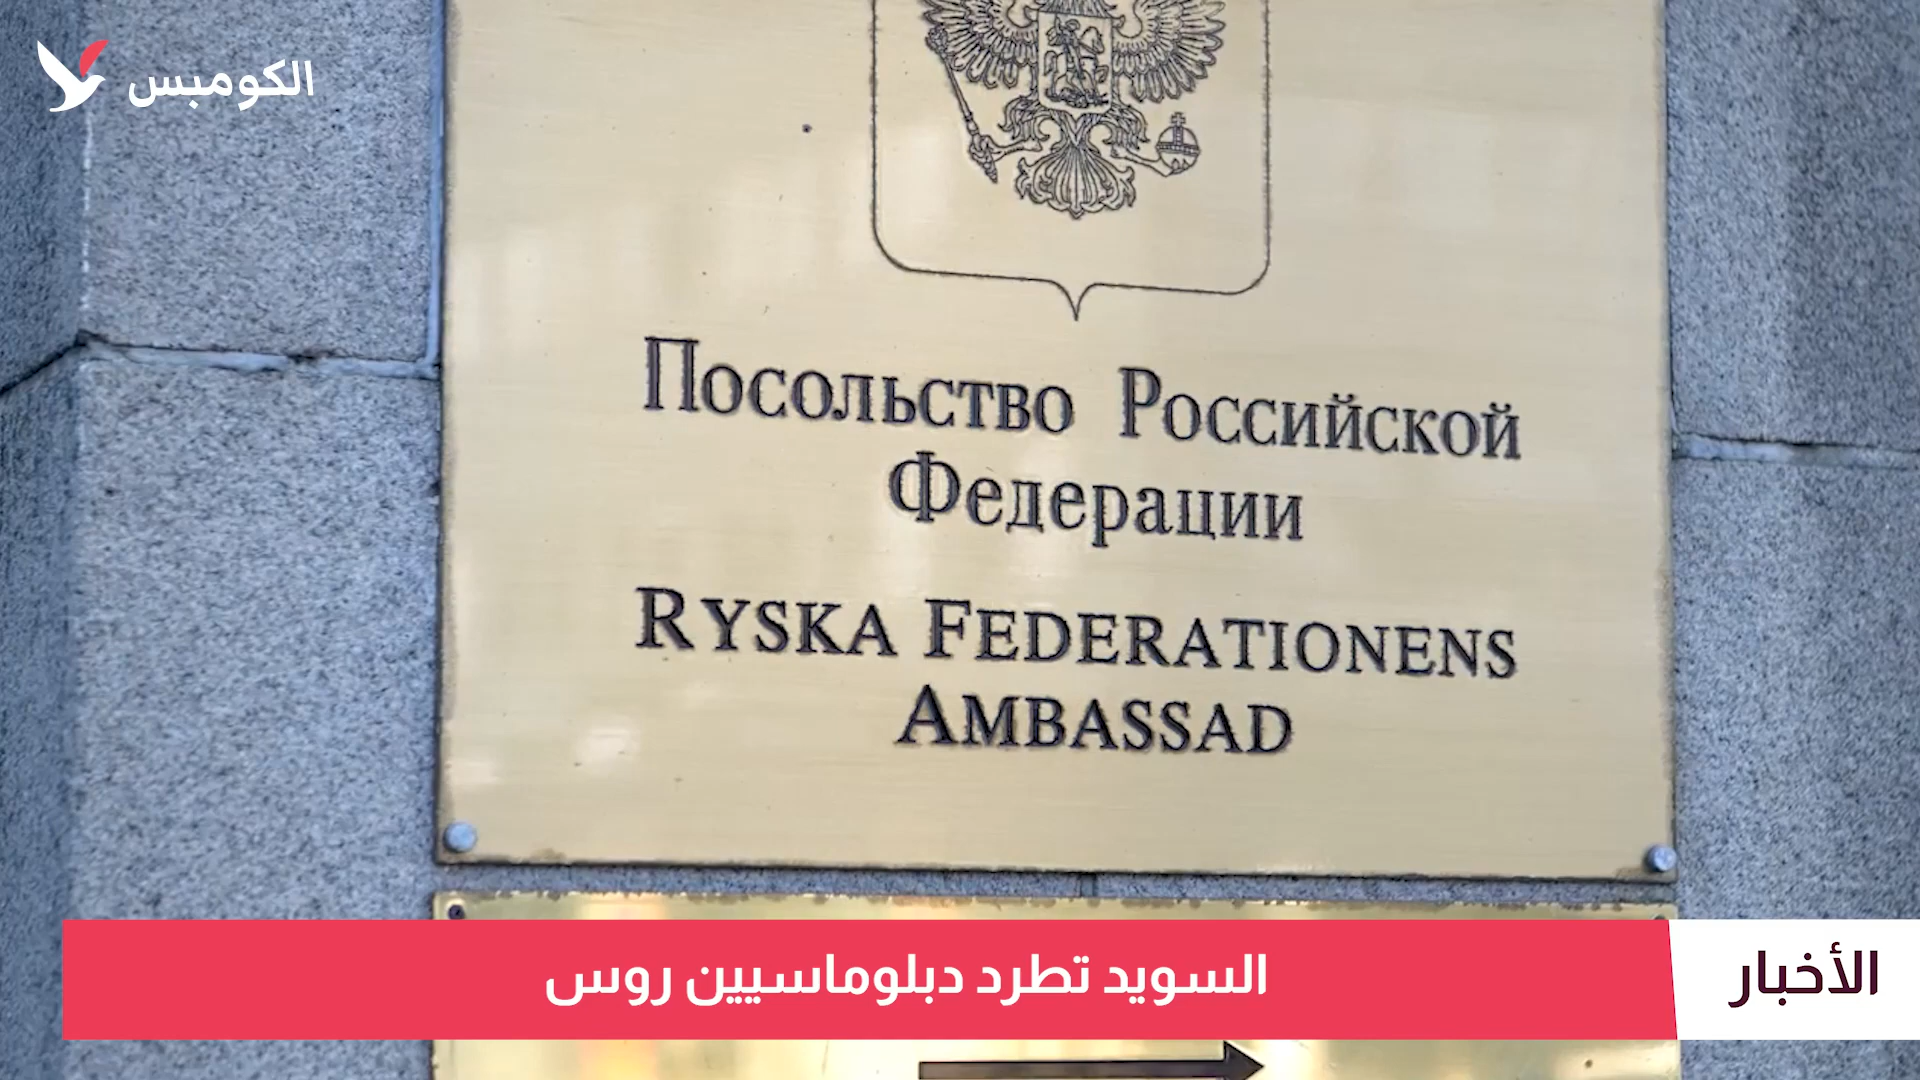 الكومبس
Посольство Российской
Федерации
RYSKA FEDERATIONENS
AMBASSAD
السويد تطرد دبلوماسيين روس
الأخبار